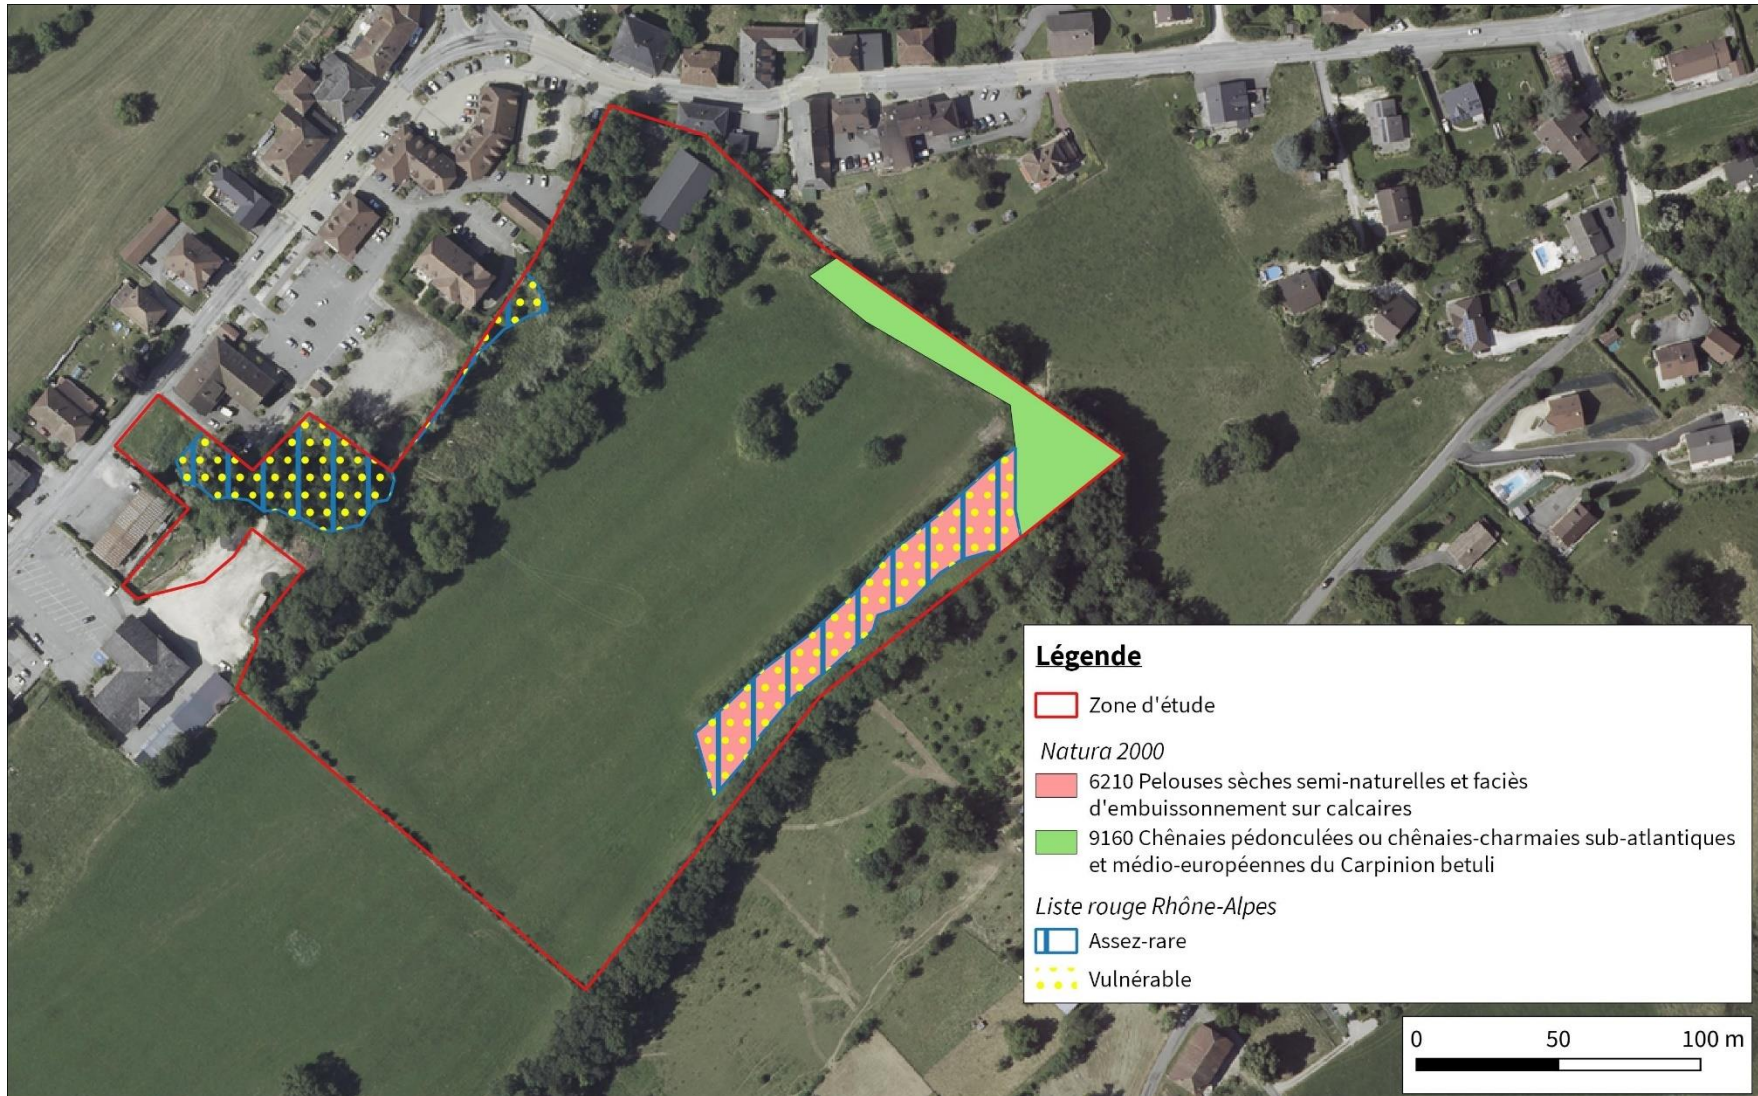 Légende
Zone d'étude
Natura 2000
6210 Pelouses sèches semi-naturelles et faciès
d'embuissonnement sur calcaires
9160 Chênaies pédonculées ou chênaies-charmaies sub-atlantiques
et médio-européennes du Carpinion betuli
Liste rouge Rhône-Alpes
Assez-rare
Vulnérable
0 50 100 m